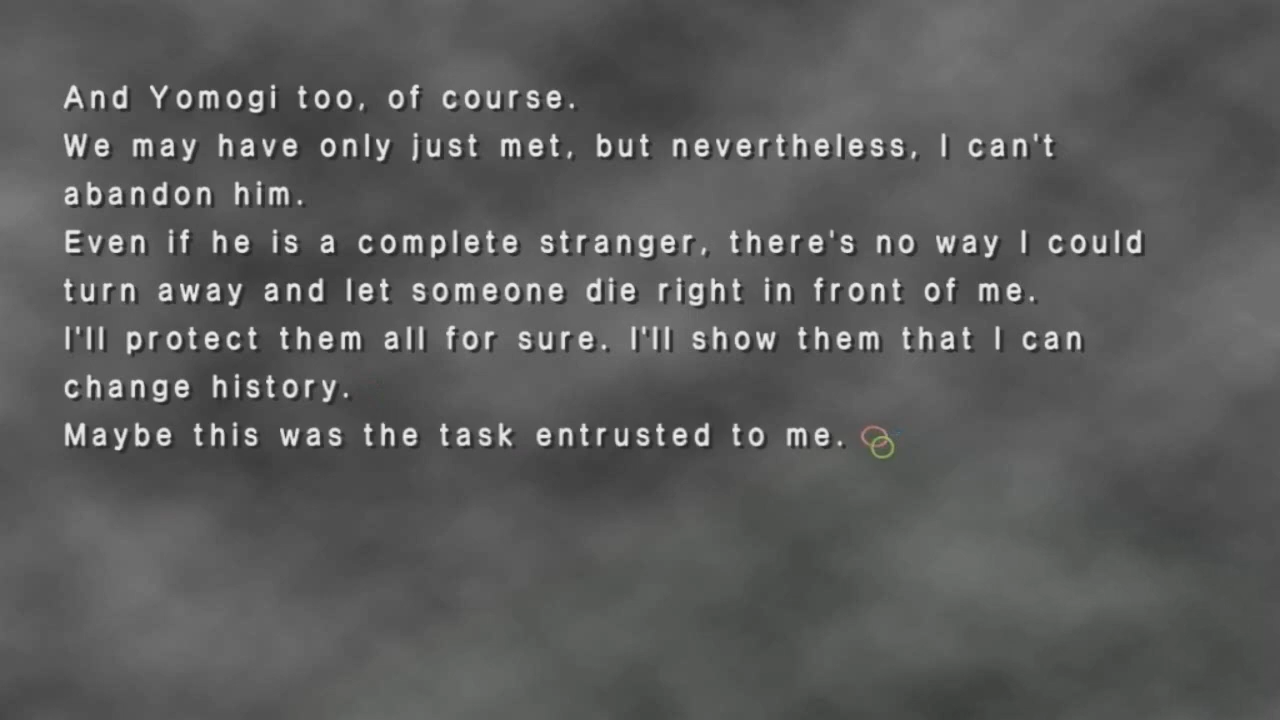 And Yomogi too, of course.
We may have only just met, but nevertheless, I can't
abandon him.
Even if he is a complete stranger, there's no way I could
turn away and let someone die right in front of me.
I'll protect them all for sure. I'll show them that I can
change history.
Maybe this was the task entrusted to me.